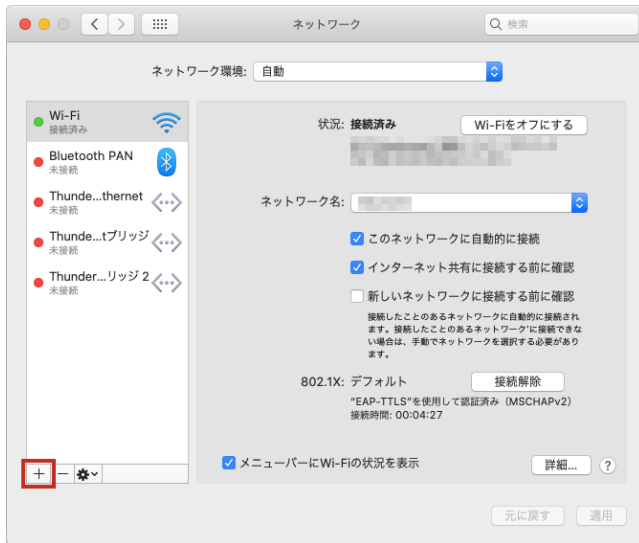 ネットワーク
検索
ネットワーク環境: 自動
Wi-Fi
接続済み
Bluetooth PAN
未接続
Thunde...thernet
未接続
Thunde...tブリッジ
未接続
Thunder...リッジ 2
未接続
+ −
状況: 接続済み
Wi-Fiをオフにする
ネットワーク名:
このネットワークに自動的に接続
インターネット共有に接続する前に確認
新しいネットワークに接続する前に確認
接続したことのあるネットワークに自動的に接続され
ます。接続したことのあるネットワークに接続できな
い場合は、手動でネットワークを選択する必要があり
ます。
802.1X: デフォルト
接続解除
"EAP-TTLS"を使用して認証済み（MSCHAPv2）
接続時間: 00:04:27
メニューバーにWi-Fiの状況を表示
詳細...
?
元に戻す
適用